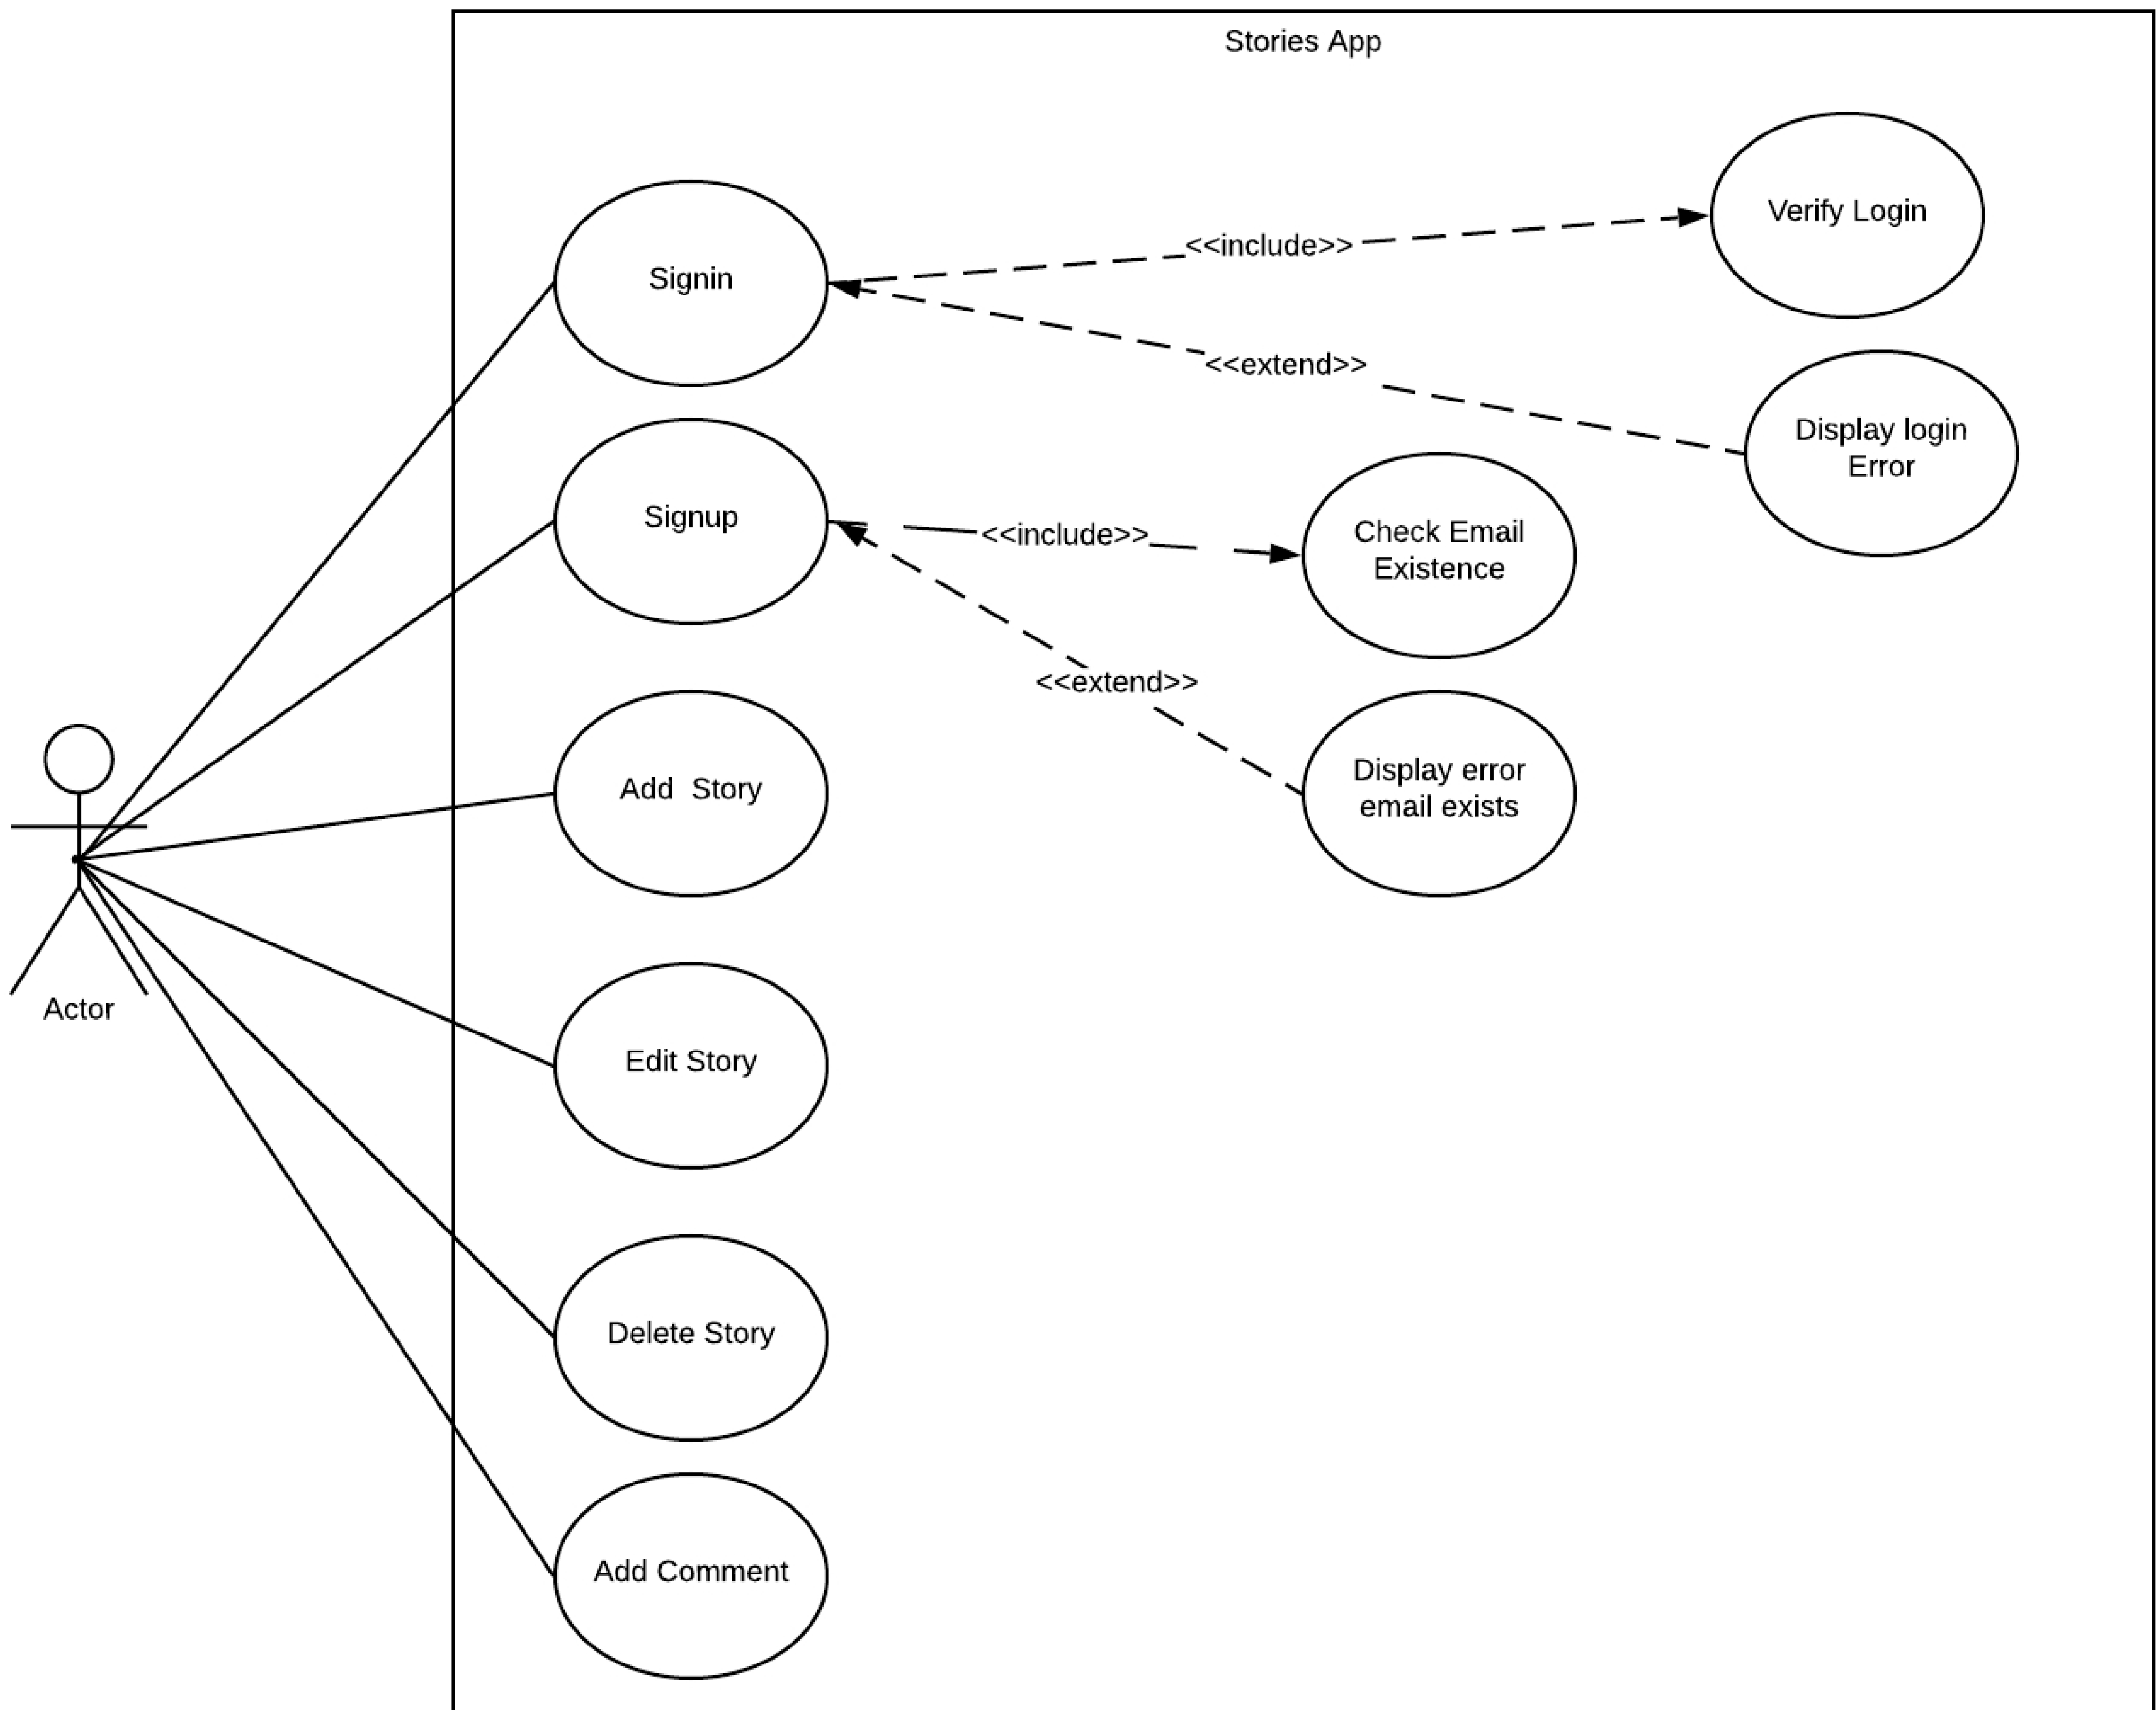 Stories App
Verify Login
<<include>>
Signin
<<extend>>
Display login
Error
Signup
<<include>>
Check Email
Existence
<<extend>>
Display error
email exists
Add  Story
Actor
Edit Story
Delete Story
Add Comment